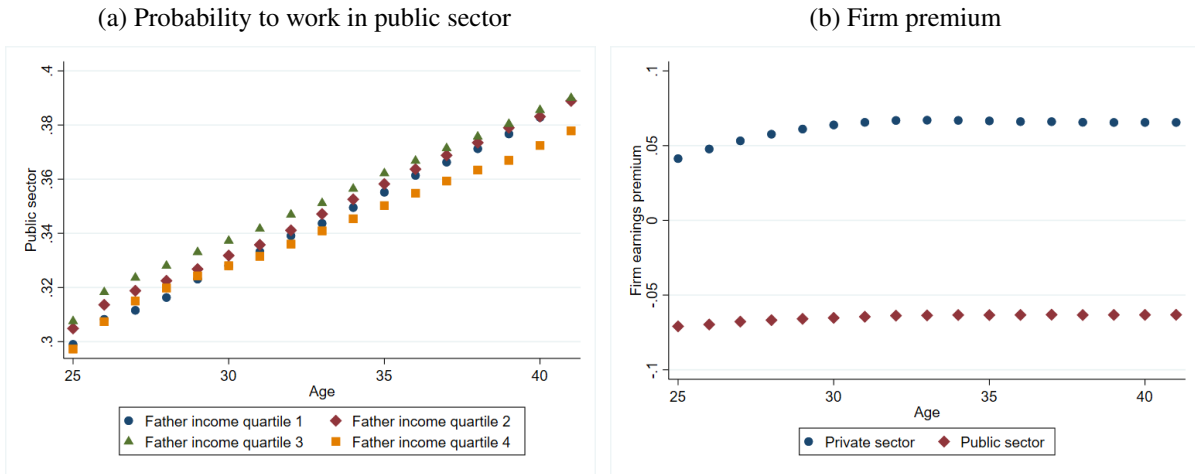 (a) Probability to work in public sector
Public sector
.4
.38
.36
.34
.32
.3
25
30
35
40
Age
Father income quartile 1
Father income quartile 2
Father income quartile 3
Father income quartile 4
(b) Firm premium
Firm earnings premium
.1
.05
0
-.05
-.1
25
30
35
40
Age
Private sector
Public sector